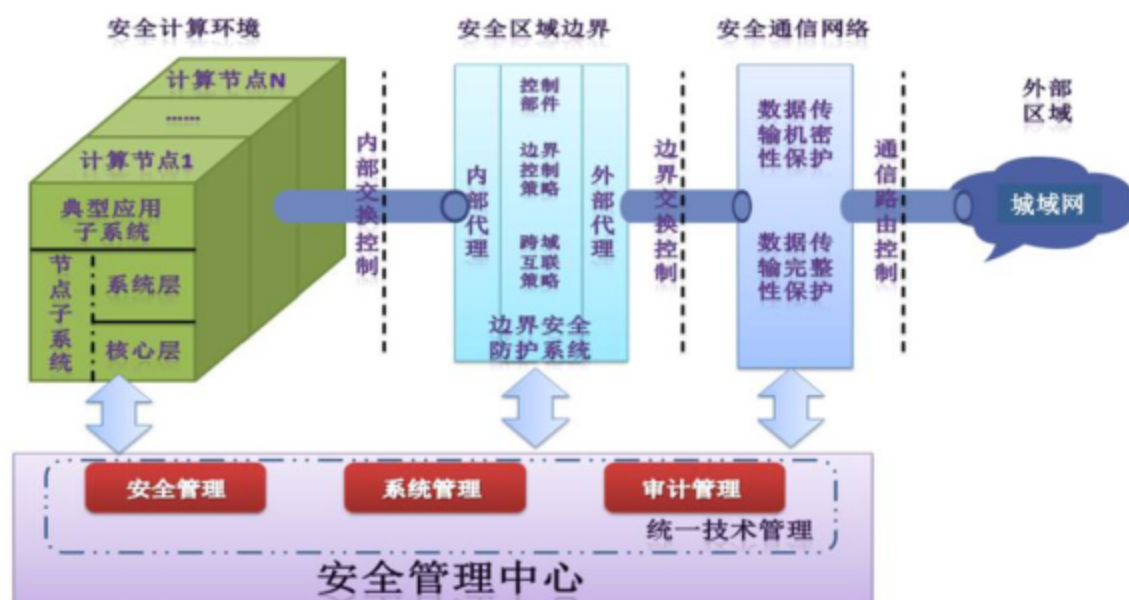 安全计算环境
安全区域边界
安全通信网络
计算节点N
……
计算节点1
典型应用
子系统
节点子系统
系统层
核心层
内部交换控制
内部代理
控制
部件
边界
控制
策略
跨域
互联
策略
外部代理
边界安全
防护系统
边界交换控制
数据传
输机密
性保护
数据传
输完整
性保护
通信路由控制
外部
区域
城域网
安全管理
系统管理
审计管理
统一技术管理
安全管理中心